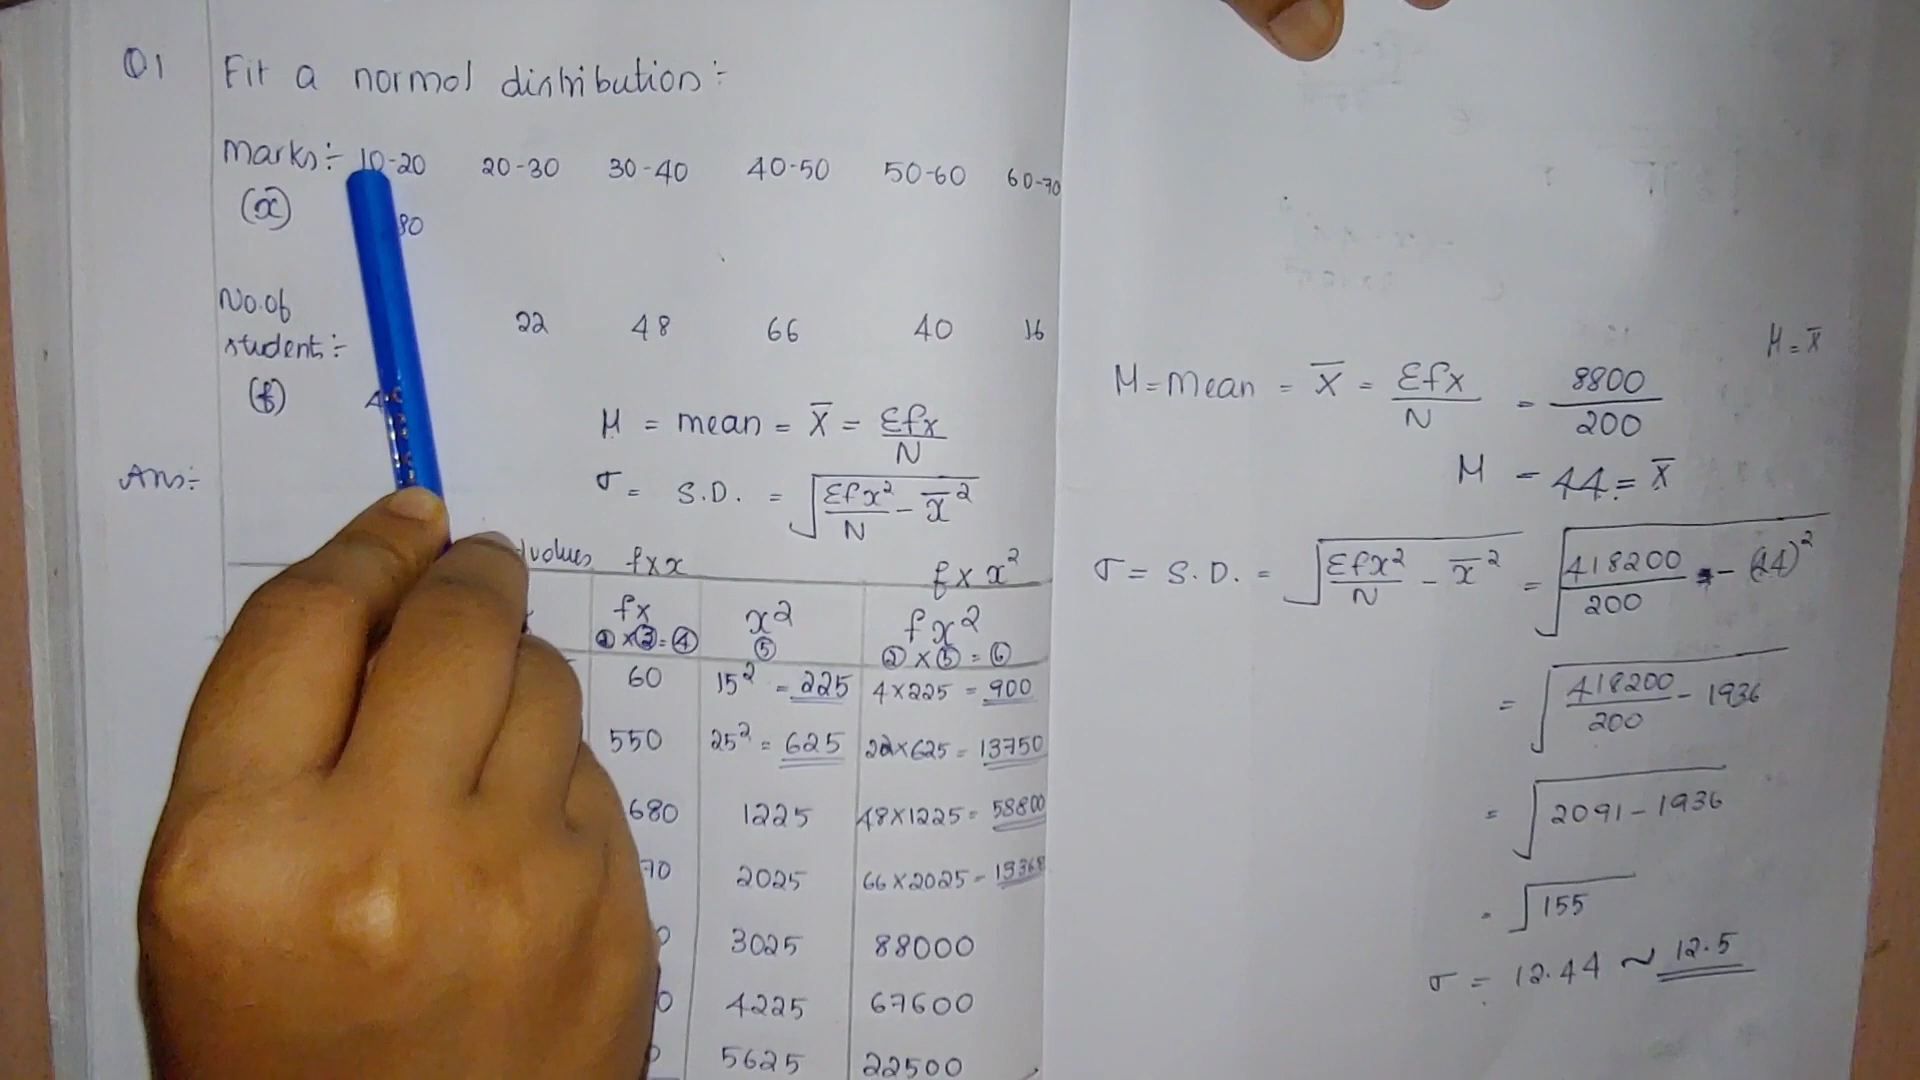 Q1 Fit a normal distribution :-
Marks :- 10-20 20-30 30-40 40-50 50-60 60-70
(x) 80
No.of
student :- 22 48 66 40 16
(f) 4
Ans :-
M = mean = X̄ = Σfx / N
σ = S.D. = √(Σfx² / N - x̄²)
values f×x f×x²
fx x² fx²
②×③=④ ⑤ ②×⑤=⑥
60 15² = 225 4×225 = 900
550 25² = 625 22×625 = 13750
680 1225 48×1225 = 58800
70 2025 66×2025 =
3025 88000
4225 67600
5625 22500
M = x̄
M = Mean = X̄ = Σfx / N = 8800 / 200
M = 44 = X̄
σ = S.D. = √(Σfx² / N - x̄²) = √(418200 / 200 - (44)²)
= √(418200 / 200 - 1936)
= √(2091 - 1936)
= √155
σ = 12.44 ~ 12.5